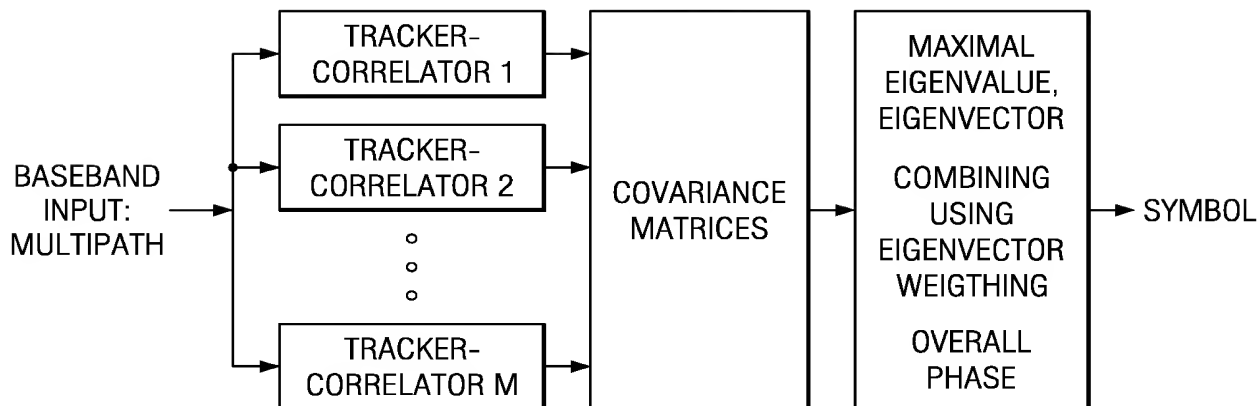 BASEBAND
INPUT:
MULTIPATH
TRACKER-
CORRELATOR 1
TRACKER-
CORRELATOR 2
TRACKER-
CORRELATOR M
COVARIANCE
MATRICES
MAXIMAL
EIGENVALUE,
EIGENVECTOR
COMBINING
USING
EIGENVECTOR
WEIGTHING
OVERALL
PHASE
SYMBOL